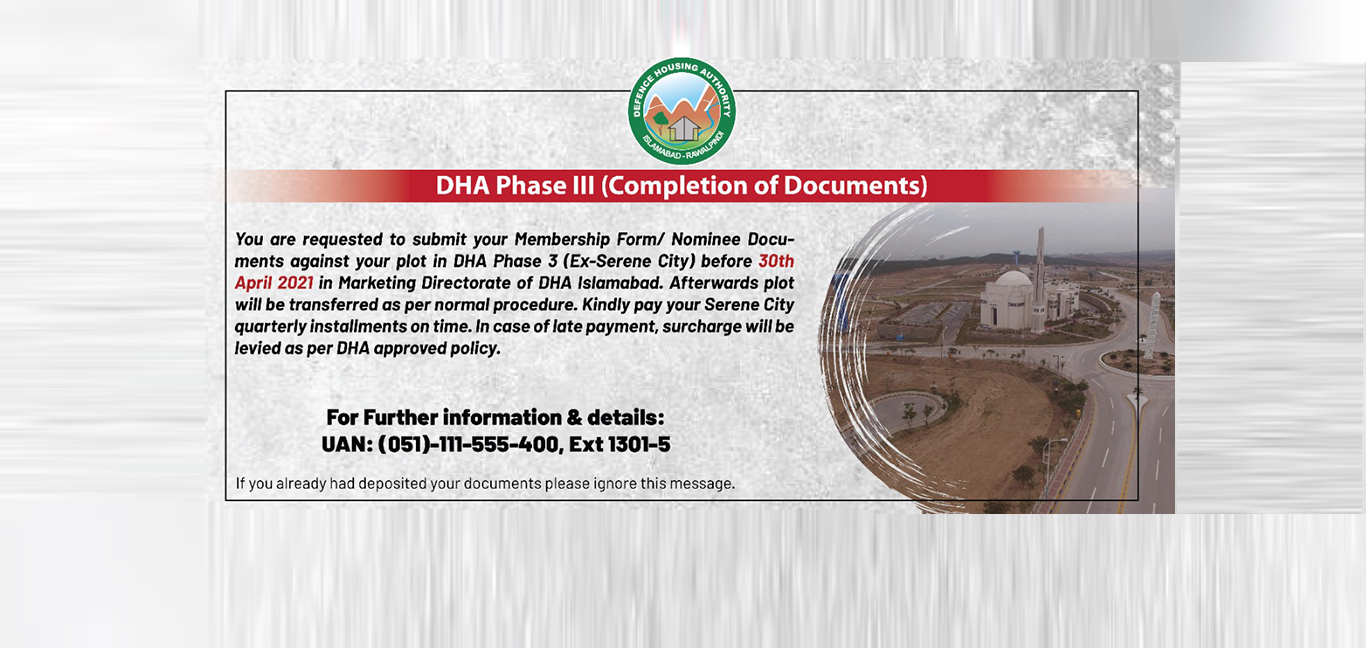 DEFENCE HOUSING AUTHORITY
ISLAMABAD - RAWALPINDI
DHA Phase III (Completion of Documents)
You are requested to submit your Membership Form/ Nominee Docu-
ments against your plot in DHA Phase 3 (Ex-Serene City) before 30th
April 2021 in Marketing Directorate of DHA Islamabad. Afterwards plot
will be transferred as per normal procedure. Kindly pay your Serene City
quarterly installments on time. In case of late payment, surcharge will be
levied as per DHA approved policy.
For Further information & details:
UAN: (051)-111-555-400, Ext 1301-5
If you already had deposited your documents please ignore this message.